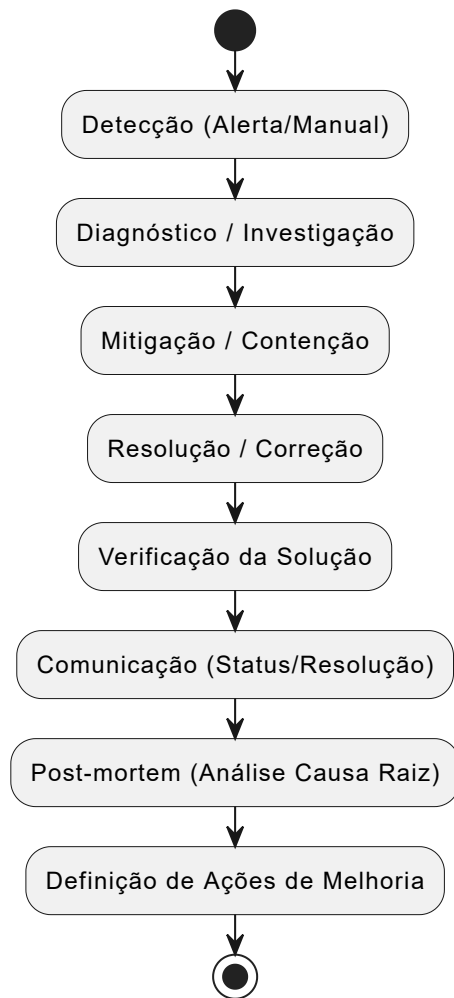 Detecção (Alerta/Manual)
Diagnóstico / Investigação
Mitigação / Contenção
Resolução / Correção
Verificação da Solução
Comunicação (Status/Resolução)
Post-mortem (Análise Causa Raiz)
Definição de Ações de Melhoria